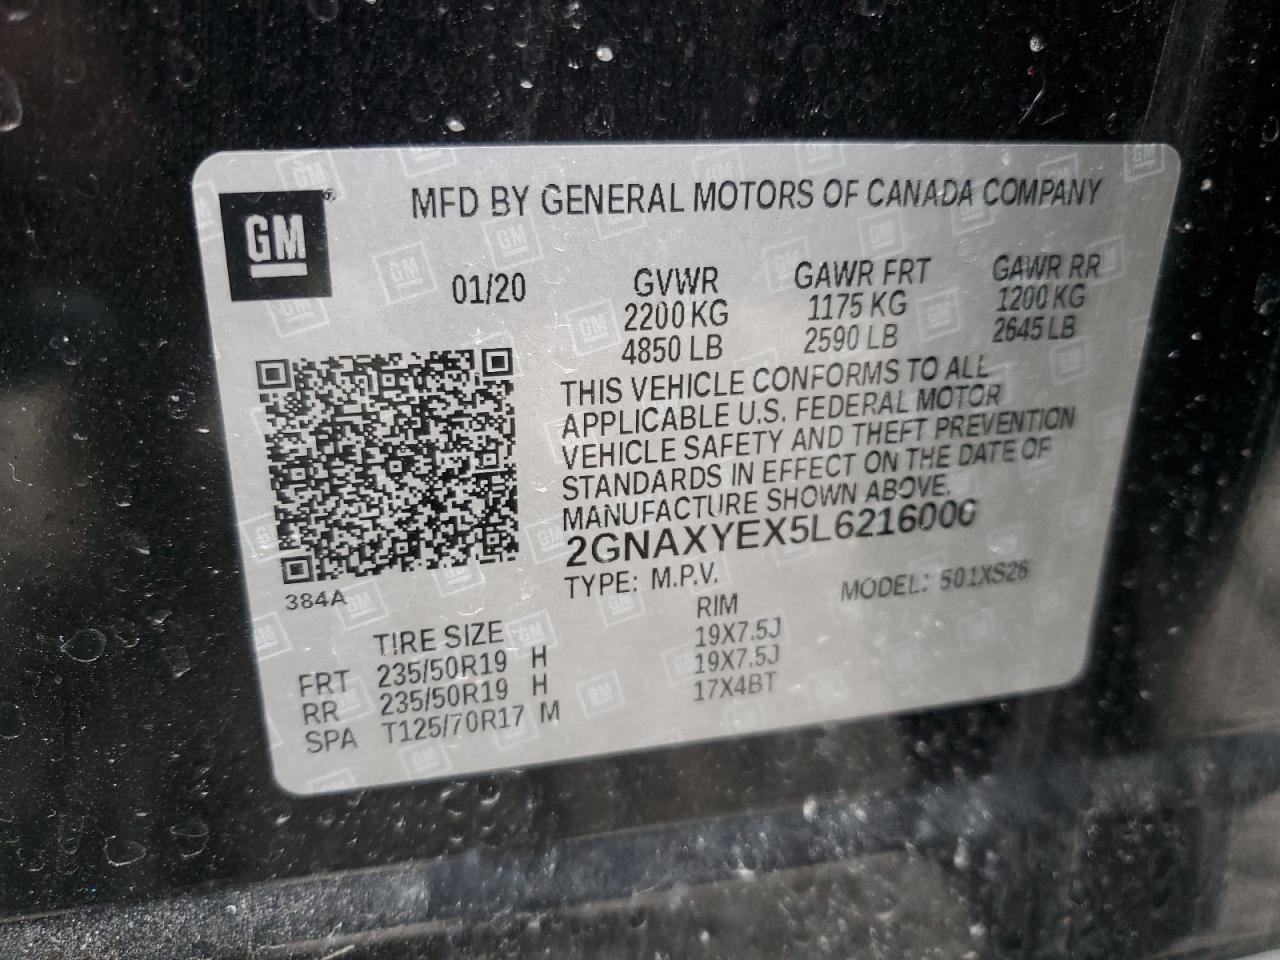 GM
MFD BY GENERAL MOTORS OF CANADA COMPANY
01/20
GVWR
2200 KG
4850 LB
GAWR FRT
1175 KG
2590 LB
GAWR RR
1200 KG
2645 LB
THIS VEHICLE CONFORMS TO ALL
APPLICABLE U.S. FEDERAL MOTOR
VEHICLE SAFETY AND THEFT PREVENTION
STANDARDS IN EFFECT ON THE DATE OF
MANUFACTURE SHOWN ABOVE.
2GNAXYEX5L6216006
TYPE: M.P.V.
MODEL: 501XS26
384A
TIRE SIZE RIM
FRT 235/50R19 H 19X7.5J
RR 235/50R19 H 19X7.5J
SPA T125/70R17 M 17X4BT